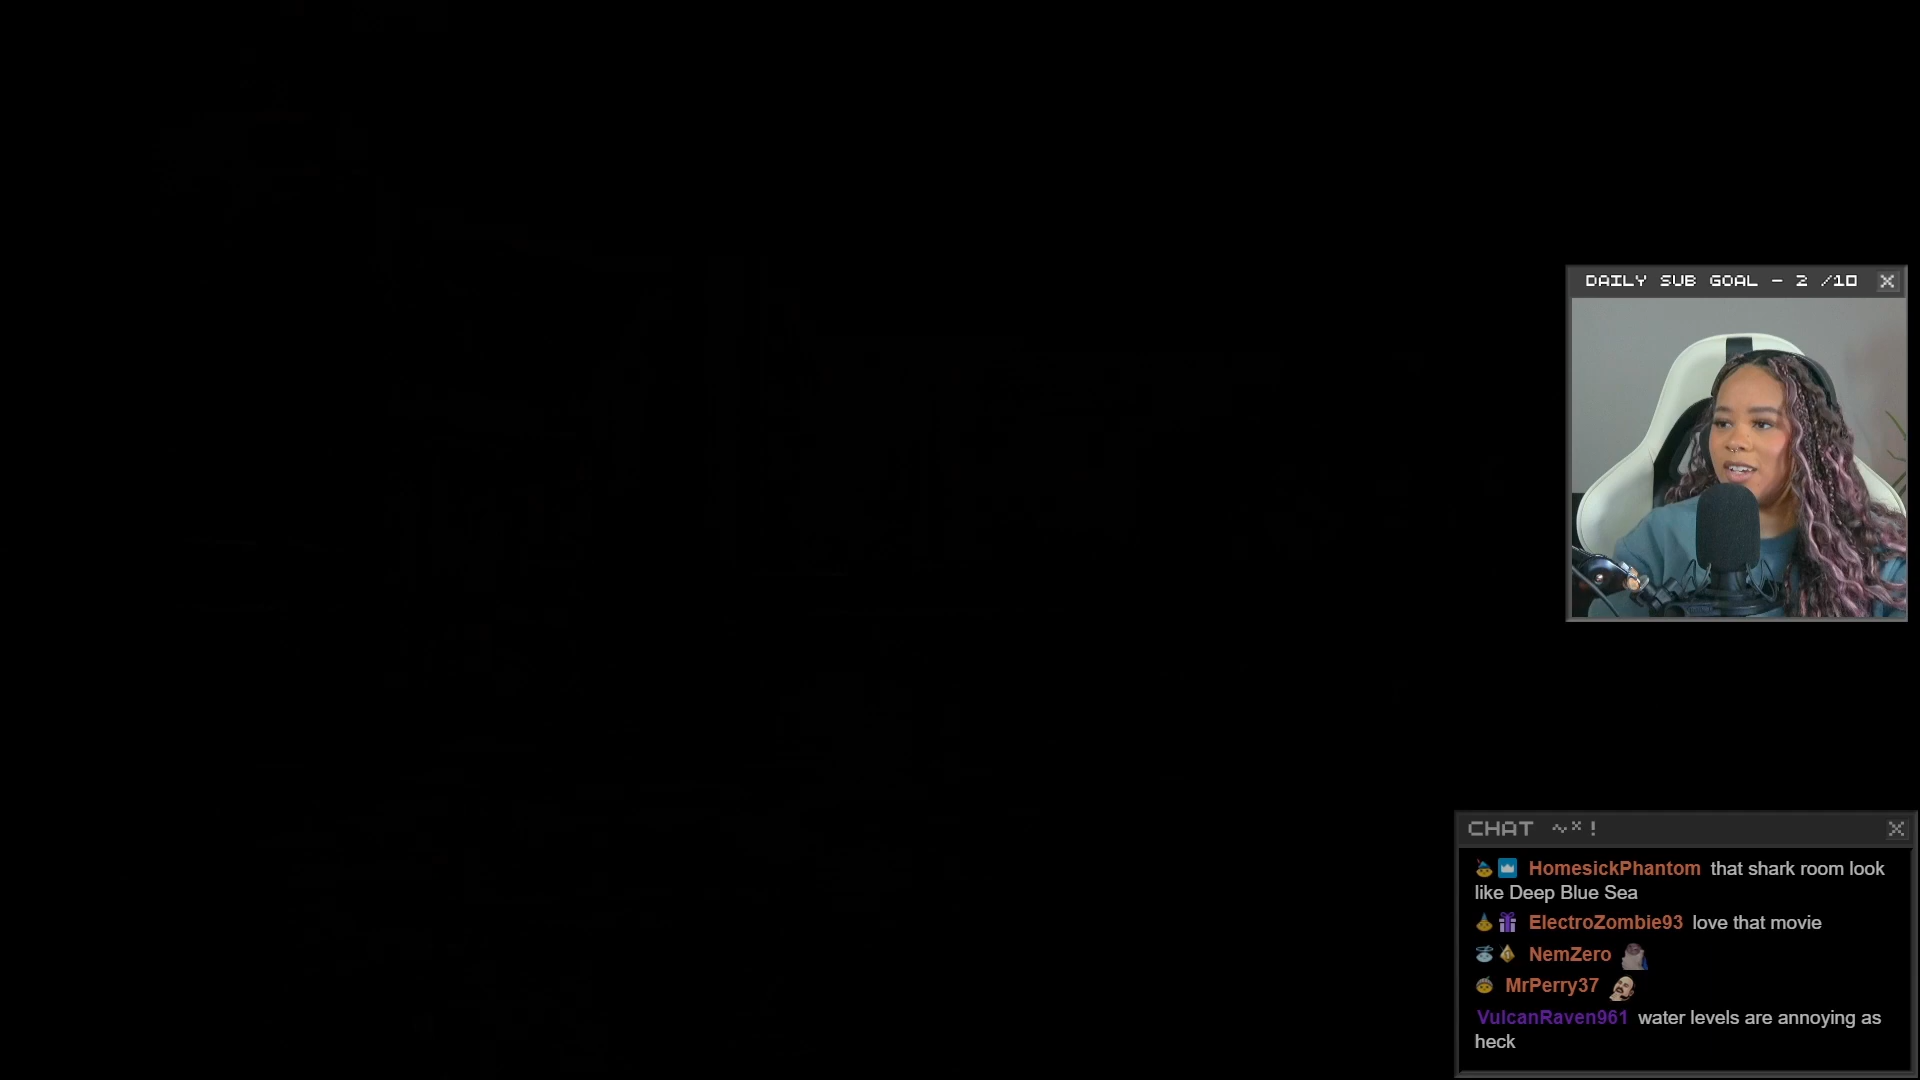 DAILY SUB GOAL - 2 /10
CHAT ~*!
HomesickPhantom that shark room look
like Deep Blue Sea
ElectroZombie93 love that movie
NemZero
MrPerry37
VulcanRaven961 water levels are annoying as
heck